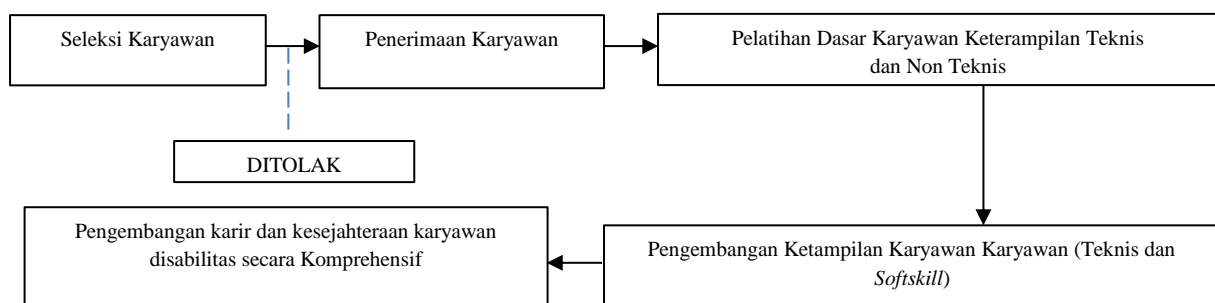 Seleksi Karyawan
Penerimaan Karyawan
Pelatihan Dasar Karyawan Keterampilan Teknis
dan Non Teknis
DITOLAK
Pengembangan karir dan kesejahteraan karyawan
disabilitas secara Komprehensif
Pengembangan Ketampilan Karyawan Karyawan (Teknis dan
Softskill)